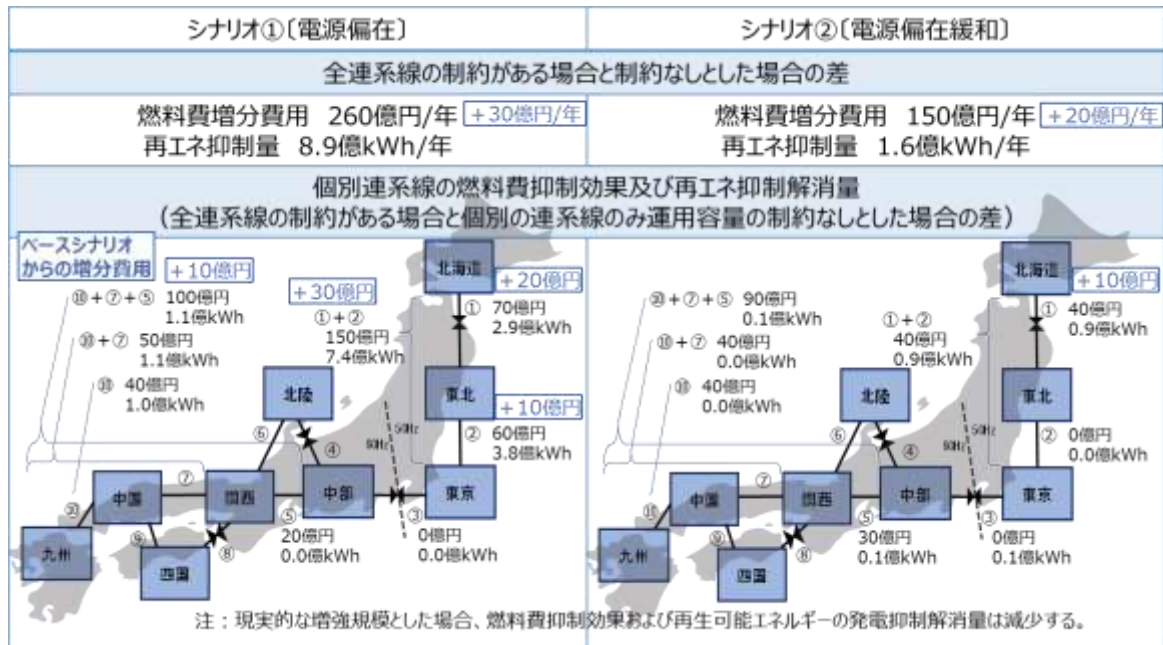 シナリオ①〔電源偏在〕
シナリオ②〔電源偏在緩和〕
全連系線の制約がある場合と制約なしとした場合の差
燃料費増分費用 260億円/年 +30億円/年
再エネ抑制量 8.9億kWh/年
燃料費増分費用 150億円/年 +20億円/年
再エネ抑制量 1.6億kWh/年
個別連系線の燃料費抑制効果及び再エネ抑制解消量
（全連系線の制約がある場合と個別の連系線のみ運用容量の制約なしとした場合の差）
ベースシナリオ
からの増分費用
+10億円
⑩+⑦+⑤ 100億円
1.1億kWh
⑩+⑦ 50億円
1.1億kWh
⑩ 40億円
1.0億kWh
+30億円
①+②
150億円
7.4億kWh
北海道
+20億円
① 70億円
2.9億kWh
北陸
東北
+10億円
② 60億円
3.8億kWh
⑥
④
60Hz
50Hz
中国
⑦
関西
中部
東京
⑤
20億円
0.0億kWh
③
0億円
0.0億kWh
⑩
九州
⑨
四国
⑧
⑩+⑦+⑤ 90億円
0.1億kWh
⑩+⑦ 40億円
0.0億kWh
⑩ 40億円
0.0億kWh
①+②
40億円
0.9億kWh
北海道
+10億円
① 40億円
0.9億kWh
北陸
東北
② 0億円
0.0億kWh
⑥
④
60Hz
50Hz
中国
⑦
関西
中部
東京
⑤
30億円
0.1億kWh
③
0億円
0.1億kWh
⑩
九州
⑨
四国
⑧
注：現実的な増強規模とした場合、燃料費抑制効果および再生可能エネルギーの発電抑制解消量は減少する。